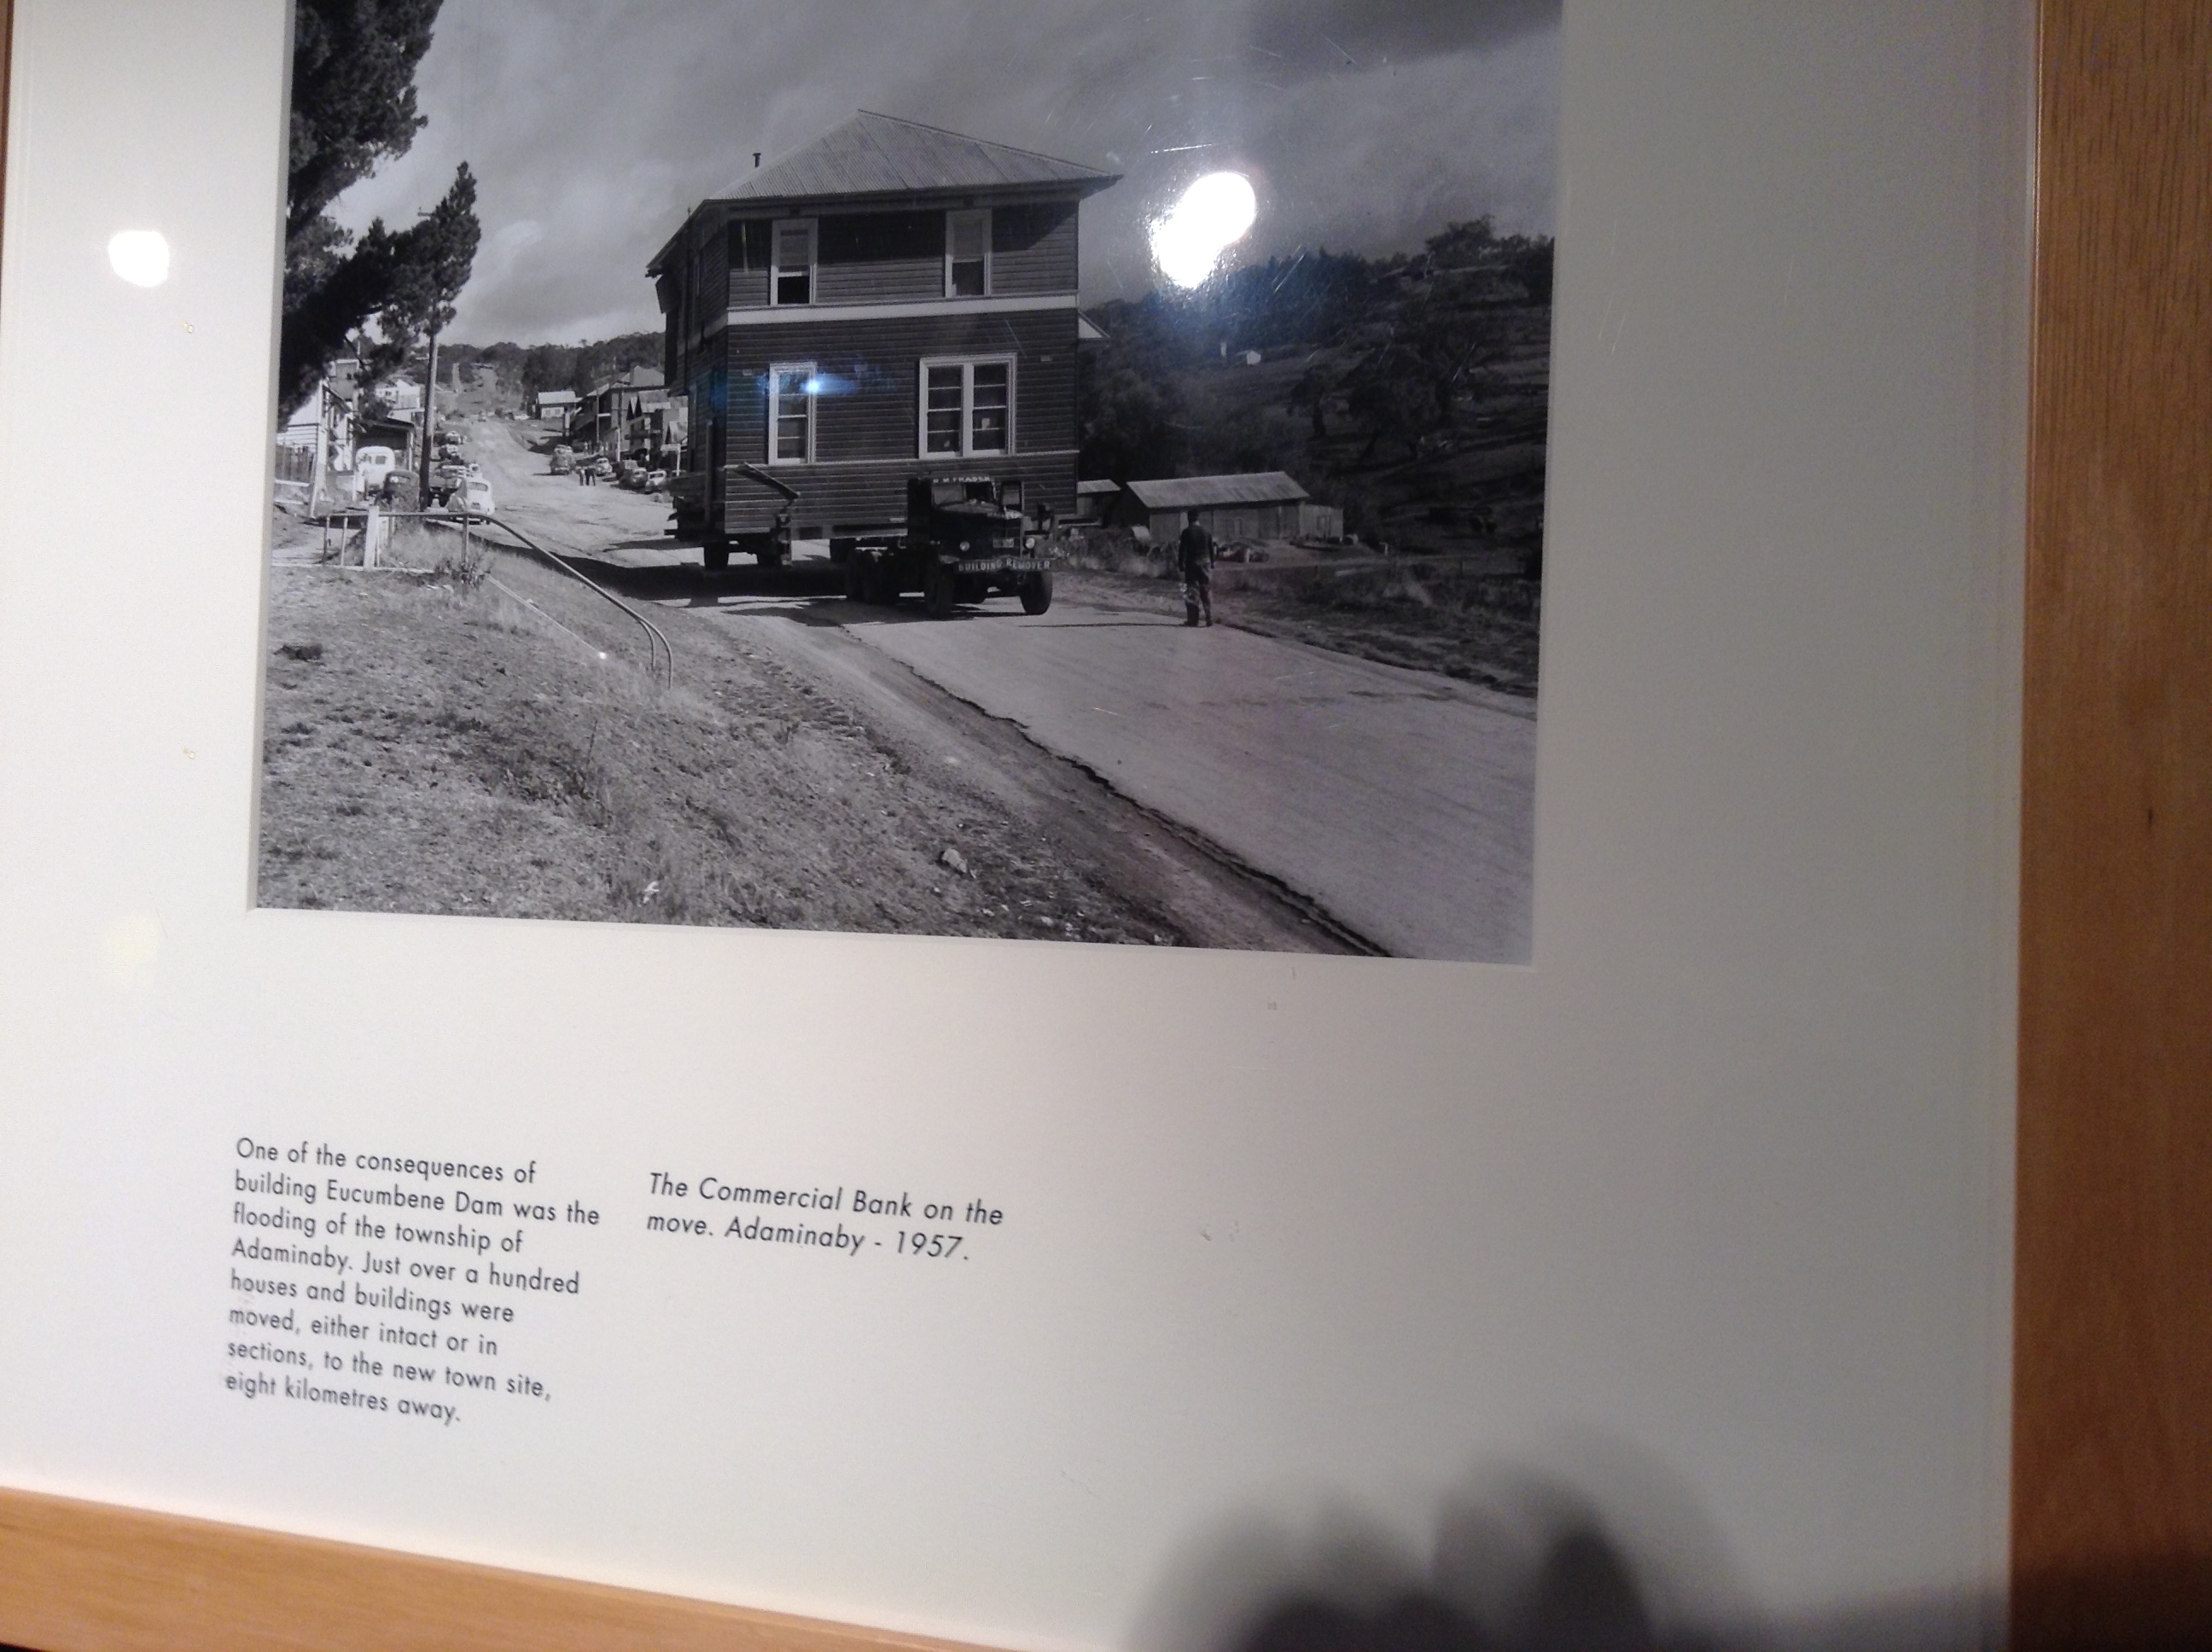 BUILDING REMOVER
One of the consequences of
building Eucumbene Dam was the
flooding of the township of
Adaminaby. Just over a hundred
houses and buildings were
moved, either intact or in
sections, to the new town site,
eight kilometres away.
The Commercial Bank on the
move. Adaminaby - 1957.